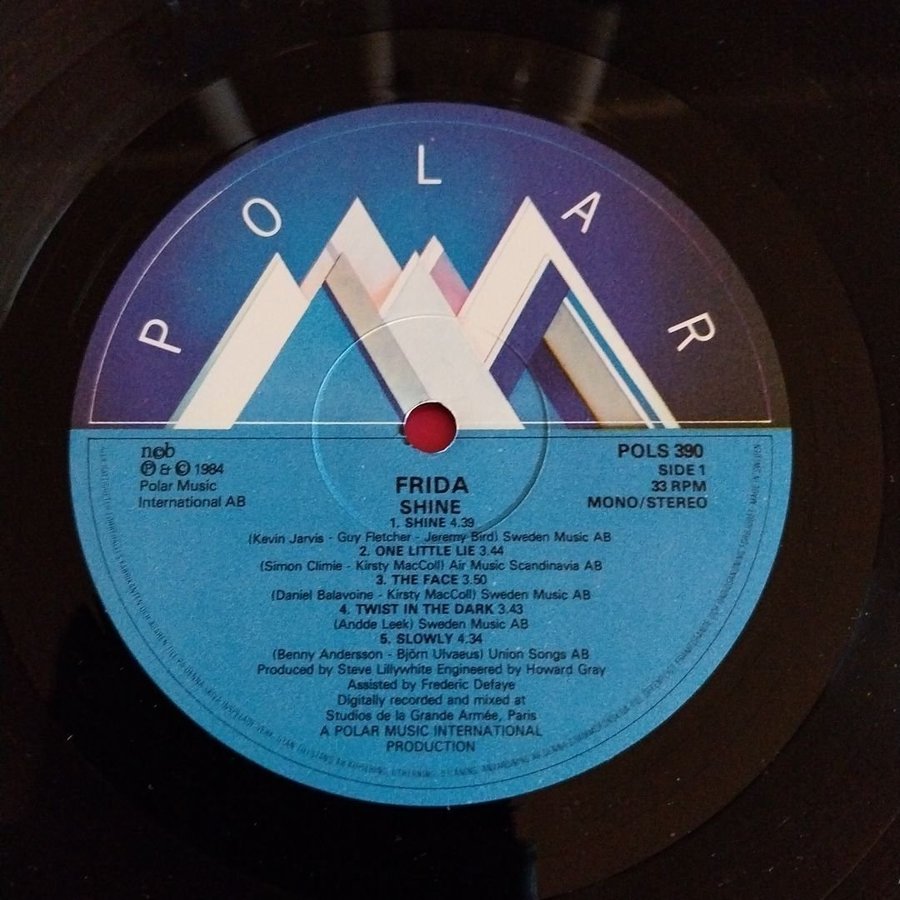 POLAR
ncb
Ⓟ & © 1984
Polar Music
International AB
POLS 390
SIDE 1
33 RPM
MONO/STEREO
FRIDA
SHINE
1. SHINE 4.39
(Kevin Jarvis - Guy Fletcher - Jeremy Bird) Sweden Music AB
2. ONE LITTLE LIE 3.44
(Simon Climie - Kirsty MacColl) Air Music Scandinavia AB
3. THE FACE 3.50
(Daniel Balavoine - Kirsty MacColl) Sweden Music AB
4. TWIST IN THE DARK 3.43
(Andde Leek) Sweden Music AB
5. SLOWLY 4.34
(Benny Andersson - Björn Ulvaeus) Union Songs AB
Produced by Steve Lillywhite Engineered by Howard Gray
Assisted by Frederic Defaye
Digitally recorded and mixed at
Studios de la Grande Armée, Paris
A POLAR MUSIC INTERNATIONAL
PRODUCTION
MADE IN SWEDEN